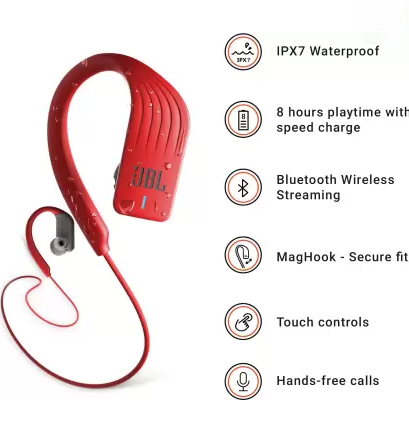 JBL
IPX7
IPX7 Waterproof
8
8 hours playtime with
speed charge
Bluetooth Wireless
Streaming
MagHook - Secure fit
Touch controls
Hands-free calls